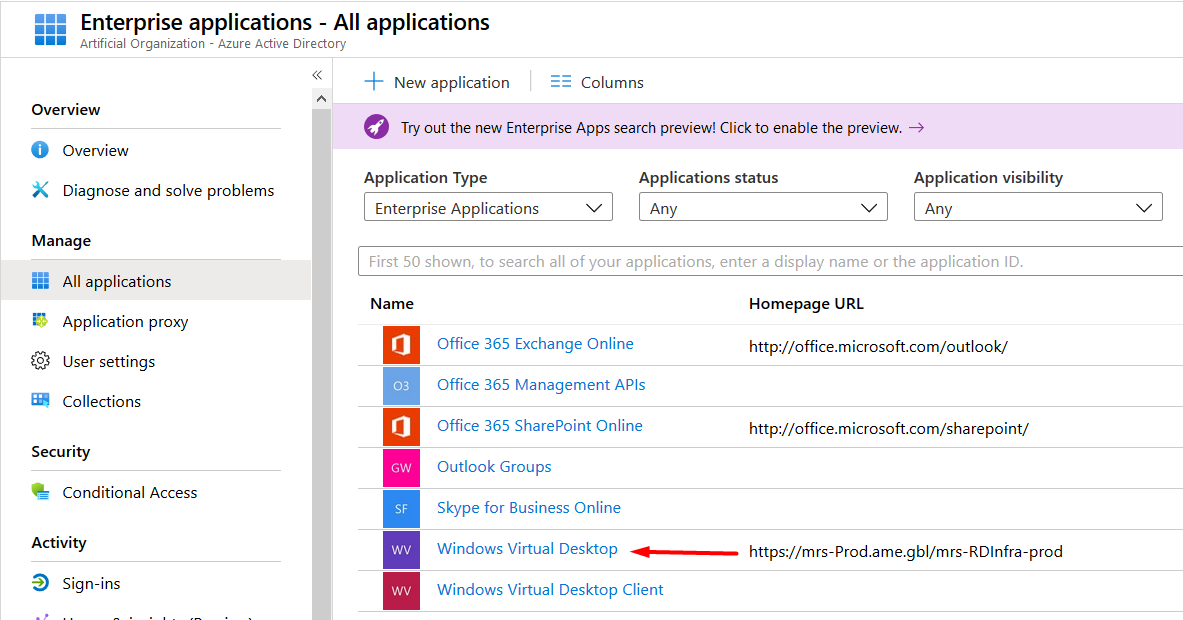 Enterprise applications - All applications
Artificial Organization - Azure Active Directory
Overview
Overview
Diagnose and solve problems
Manage
All applications
Application proxy
User settings
Collections
Security
Conditional Access
Activity
Sign-ins
New application
Columns
Try out the new Enterprise Apps search preview! Click to enable the preview. →
Application Type
Applications status
Application visibility
Enterprise Applications
Any
Any
First 50 shown, to search all of your applications, enter a display name or the application ID.
Name
Homepage URL
Office 365 Exchange Online
http://office.microsoft.com/outlook/
O3
Office 365 Management APIs
Office 365 SharePoint Online
http://office.microsoft.com/sharepoint/
GW
Outlook Groups
SF
Skype for Business Online
WV
Windows Virtual Desktop
https://mrs-Prod.ame.gbl/mrs-RDInfra-prod
WV
Windows Virtual Desktop Client